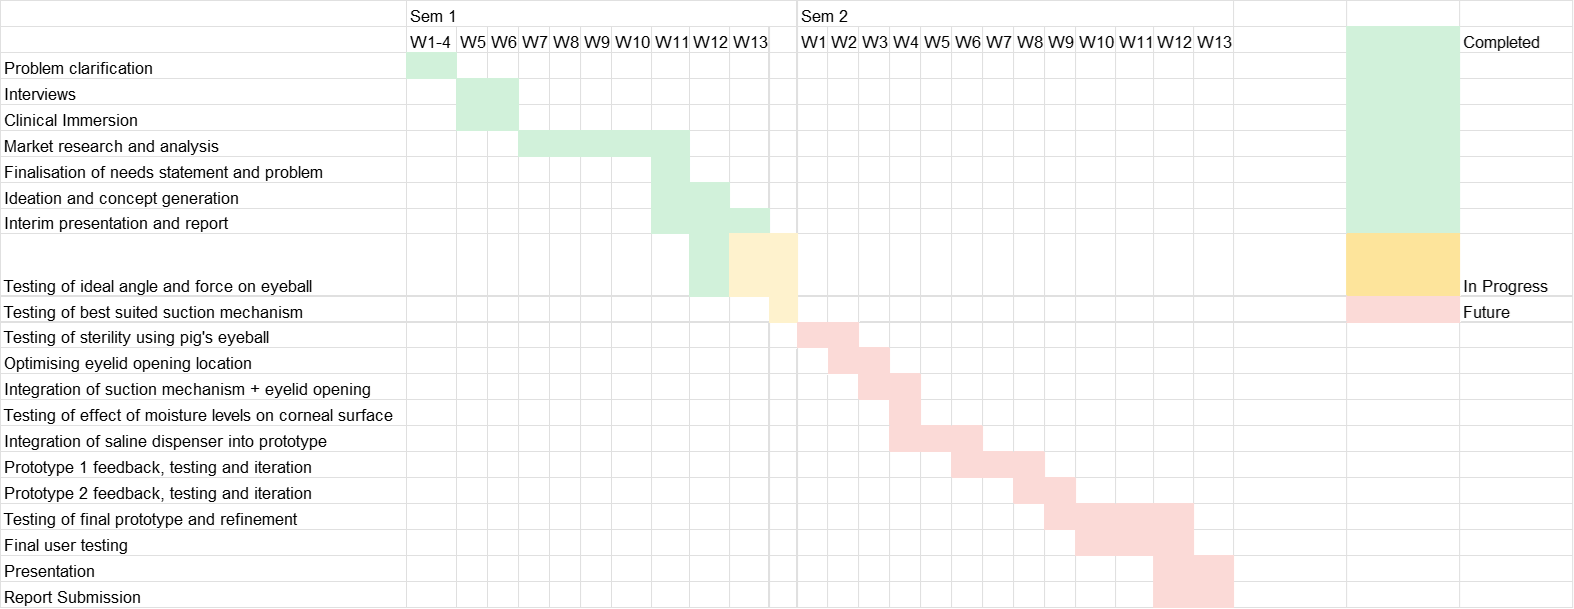 Sem 1 Sem 2
W1-4 W5 W6 W7 W8 W9 W10 W11 W12 W13 W1 W2 W3 W4 W5 W6 W7 W8 W9 W10 W11 W12 W13 Completed
Problem clarification
Interviews
Clinical Immersion
Market research and analysis
Finalisation of needs statement and problem
Ideation and concept generation
Interim presentation and report
Testing of ideal angle and force on eyeball In Progress
Testing of best suited suction mechanism Future
Testing of sterility using pig's eyeball
Optimising eyelid opening location
Integration of suction mechanism + eyelid opening
Testing of effect of moisture levels on corneal surface
Integration of saline dispenser into prototype
Prototype 1 feedback, testing and iteration
Prototype 2 feedback, testing and iteration
Testing of final prototype and refinement
Final user testing
Presentation
Report Submission